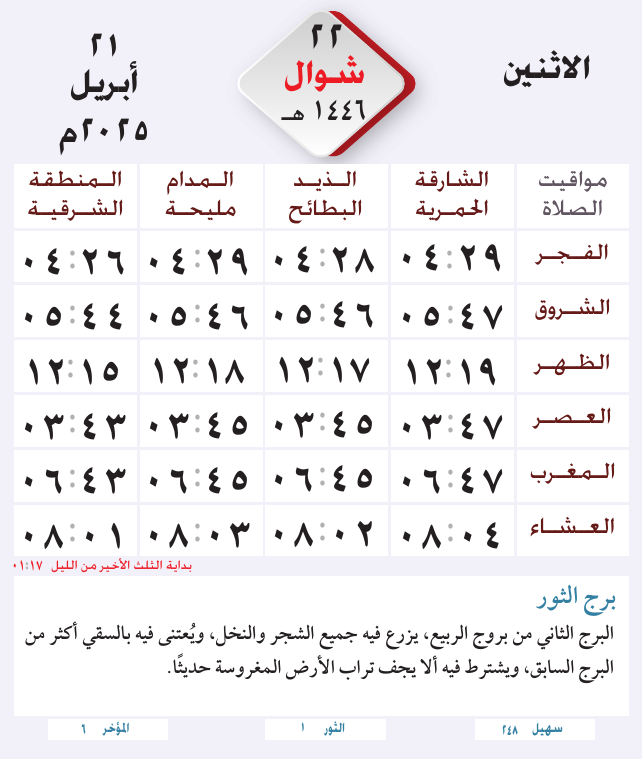 الاثنين
٢٢
شوال
١٤٤٦ هـ
٢١
أبريل
٢٠٢٥م
مواقيت الصلاة
الشارقة الحمرية
الذيد البطائح
المدام مليحة
المنطقة الشرقية
الفجر ٠٤:٢٩ ٠٤:٢٨ ٠٤:٢٩ ٠٤:٢٦
الشروق ٠٥:٤٧ ٠٥:٤٦ ٠٥:٤٦ ٠٥:٤٤
الظهر ١٢:١٩ ١٢:١٧ ١٢:١٨ ١٢:١٥
العصر ٠٣:٤٧ ٠٣:٤٥ ٠٣:٤٥ ٠٣:٤٣
المغرب ٠٦:٤٧ ٠٦:٤٥ ٠٦:٤٥ ٠٦:٤٣
العشاء ٠٨:٠٤ ٠٨:٠٢ ٠٨:٠٣ ٠٨:٠١
بداية الثلث الأخير من الليل ٠١:١٧
برج الثور
البرج الثاني من بروج الربيع، يزرع فيه جميع الشجر والنخل، ويُعتنى فيه بالسقي أكثر من
البرج السابق، ويشترط فيه ألا يجف تراب الأرض المغروسة حديثًا.
سهيل ٢٤٨
الثور ١
المؤخر ٦